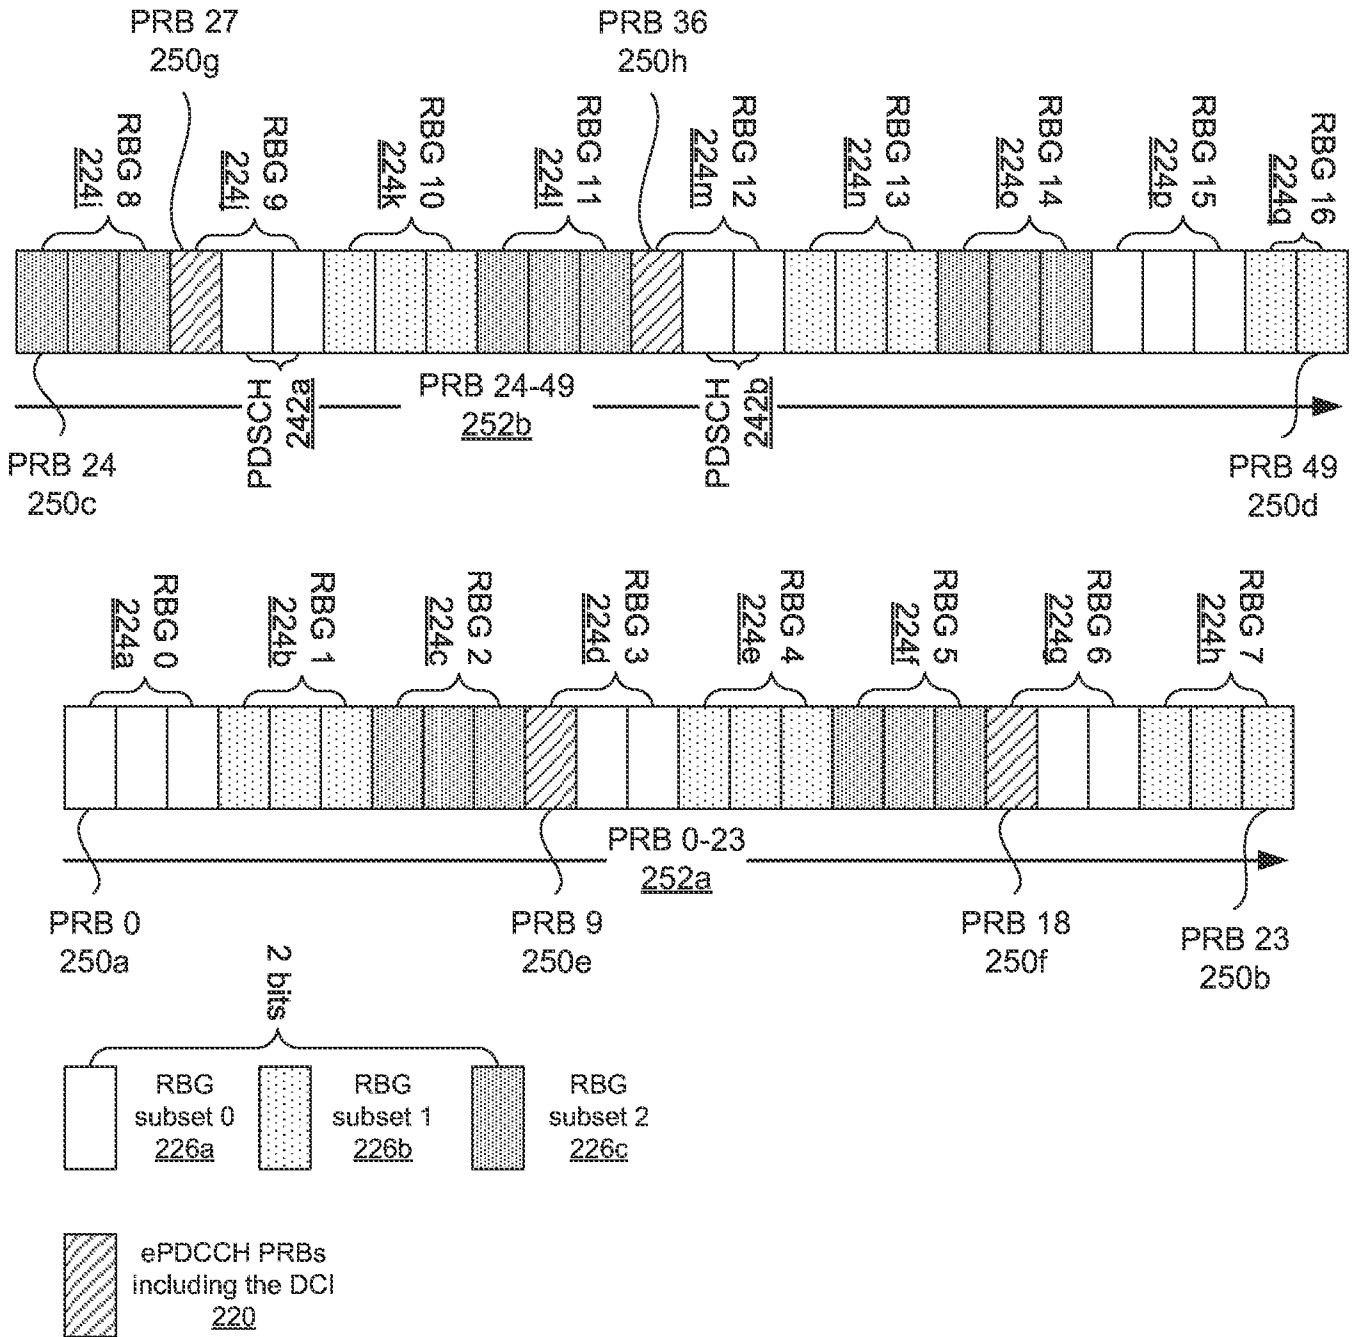 PRB 27
250g
PRB 36
250h
RBG 8
224i
RBG 9
224j
RBG 10
224k
RBG 11
224l
RBG 12
224m
RBG 13
224n
RBG 14
224o
RBG 15
224p
RBG 16
224q
PDSCH
242a
PRB 24-49
252b
PDSCH
242b
PRB 24
250c
PRB 49
250d
RBG 0
224a
RBG 1
224b
RBG 2
224c
RBG 3
224d
RBG 4
224e
RBG 5
224f
RBG 6
224g
RBG 7
224h
PRB 0-23
252a
PRB 0
250a
PRB 9
250e
PRB 18
250f
PRB 23
250b
2 bits
RBG
subset 0
226a
RBG
subset 1
226b
RBG
subset 2
226c
ePDCCH PRBs
including the DCI
220